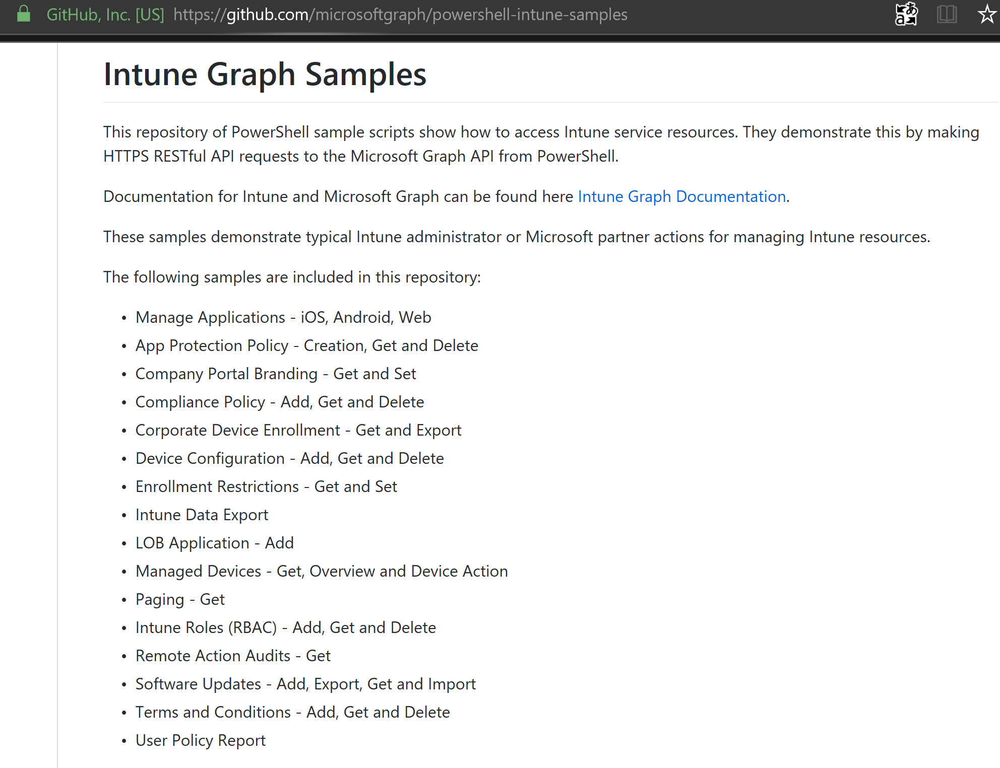 GitHub, Inc. [US] https://github.com/microsoftgraph/powershell-intune-samples
Intune Graph Samples
This repository of PowerShell sample scripts show how to access Intune service resources. They demonstrate this by making
HTTPS RESTful API requests to the Microsoft Graph API from PowerShell.
Documentation for Intune and Microsoft Graph can be found here Intune Graph Documentation.
These samples demonstrate typical Intune administrator or Microsoft partner actions for managing Intune resources.
The following samples are included in this repository:
• Manage Applications - iOS, Android, Web
• App Protection Policy - Creation, Get and Delete
• Company Portal Branding - Get and Set
• Compliance Policy - Add, Get and Delete
• Corporate Device Enrollment - Get and Export
• Device Configuration - Add, Get and Delete
• Enrollment Restrictions - Get and Set
• Intune Data Export
• LOB Application - Add
• Managed Devices - Get, Overview and Device Action
• Paging - Get
• Intune Roles (RBAC) - Add, Get and Delete
• Remote Action Audits - Get
• Software Updates - Add, Export, Get and Import
• Terms and Conditions - Add, Get and Delete
• User Policy Report